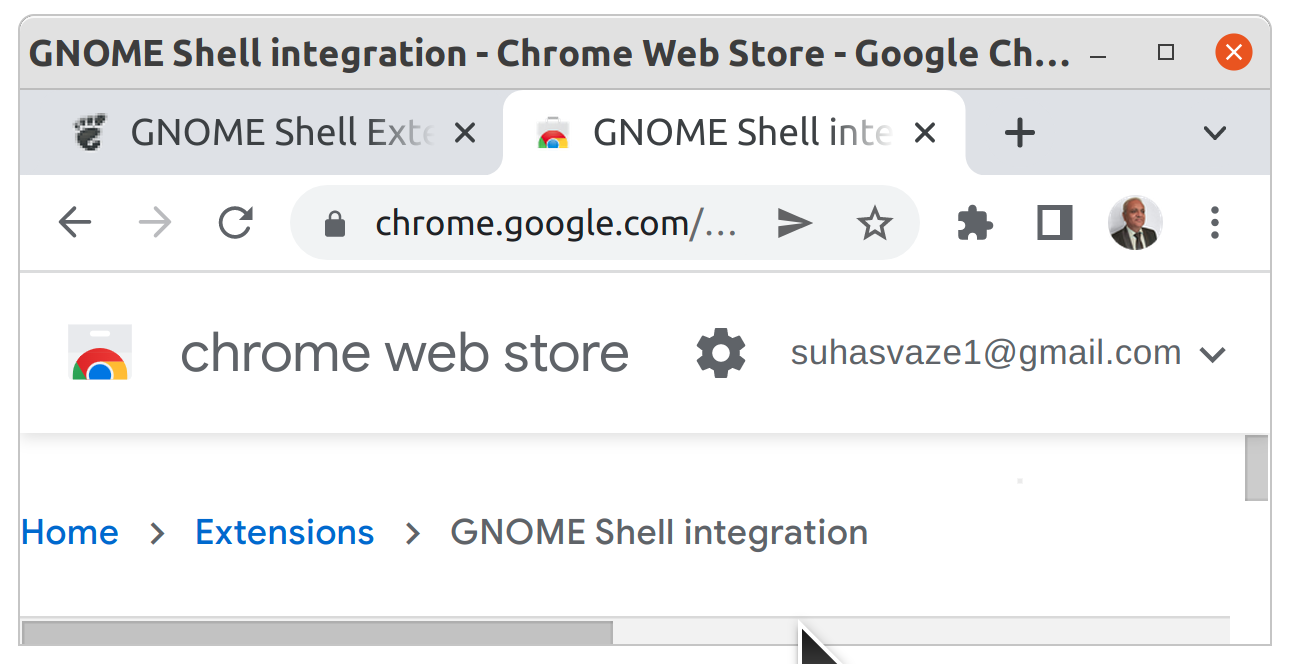 GNOME Shell integration - Chrome Web Store - Google Ch...
GNOME Shell Exte
GNOME Shell inte
chrome.google.com/...
chrome web store
suhasvaze1@gmail.com
Home > Extensions > GNOME Shell integration